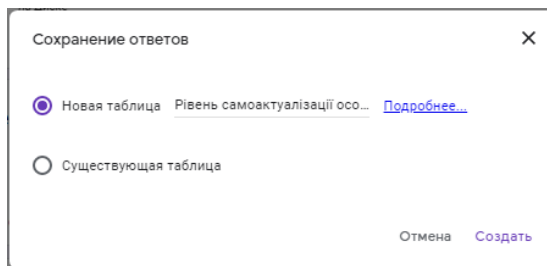 Сохранение ответов
Новая таблица Рівень самоактуалізації осо... Подробнее...
Существующая таблица
Отмена Создать